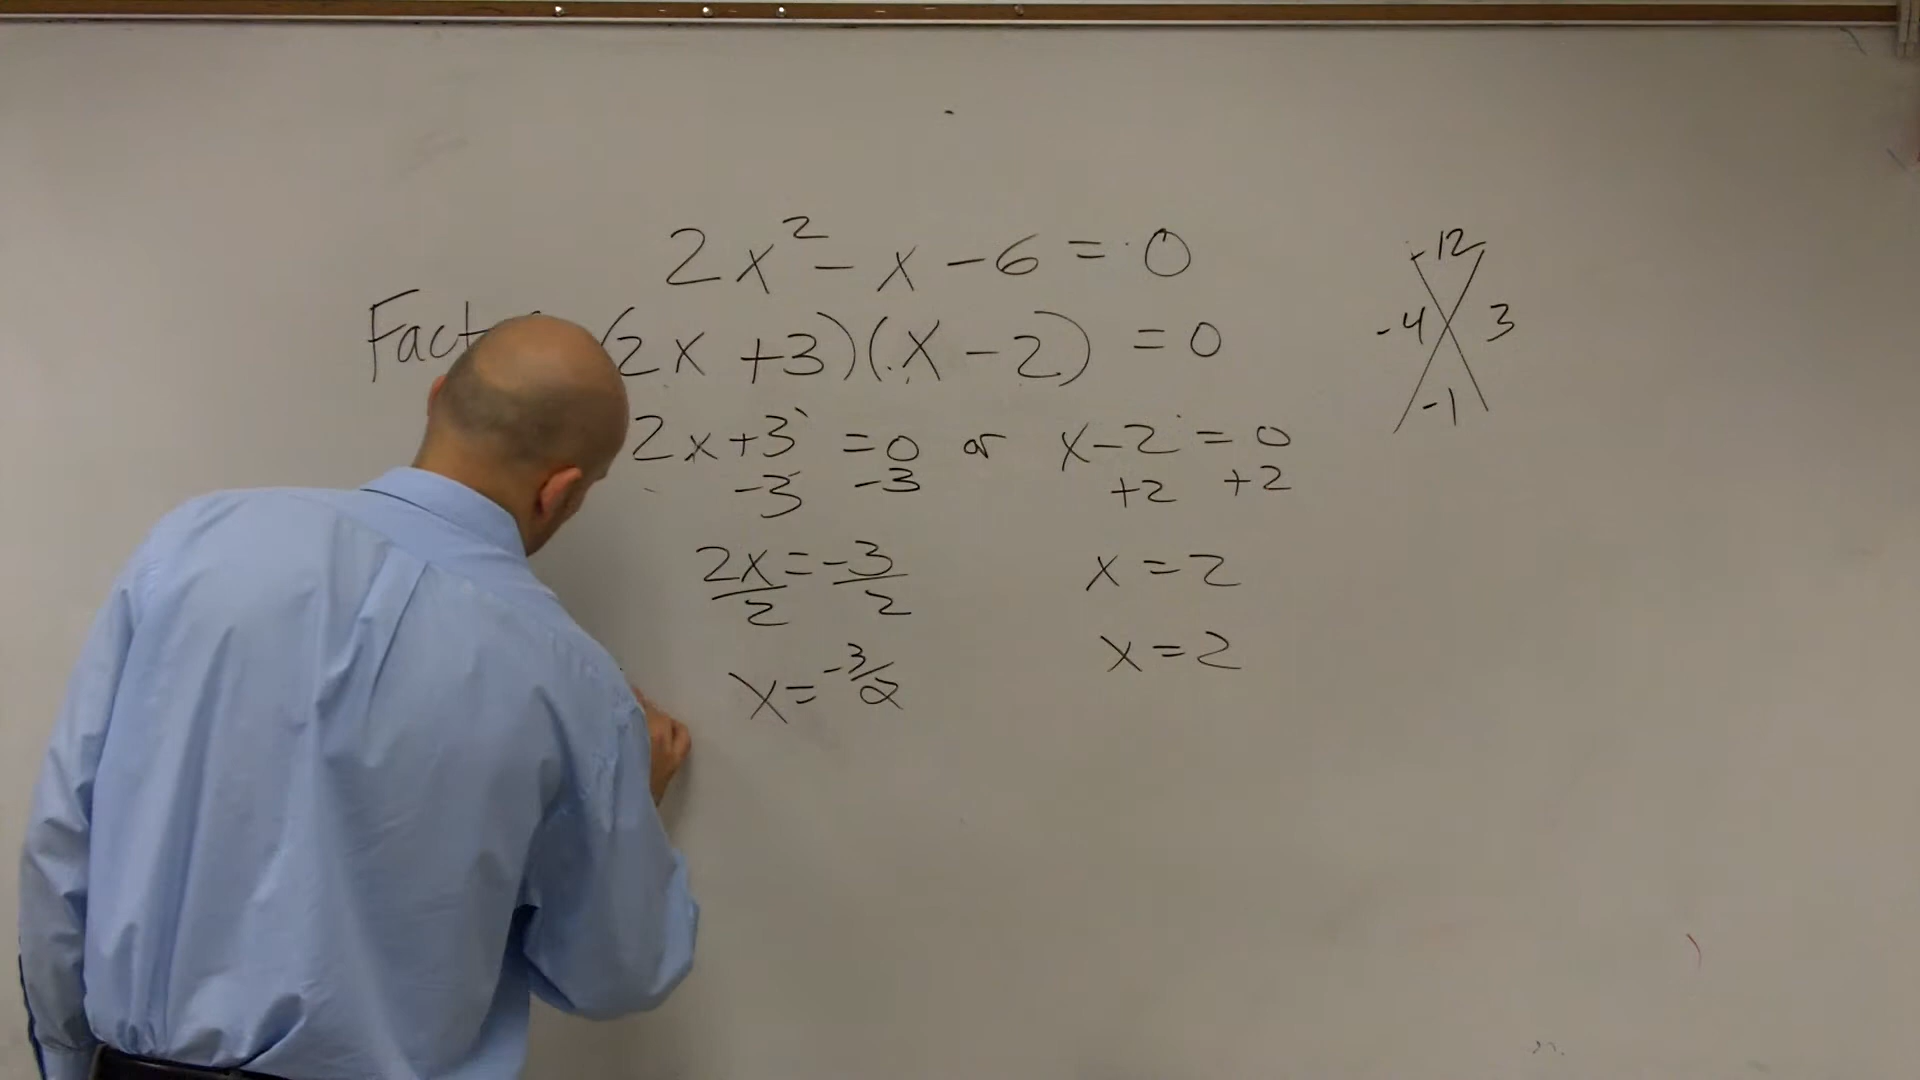 2x² - x - 6 = 0
(2x + 3)(x - 2) = 0
2x + 3 = 0 or x - 2 = 0
-3 -3 +2 +2
2x/2 = -3/2 x = 2
x = -3/2 x = 2
-12
-4 3
-1